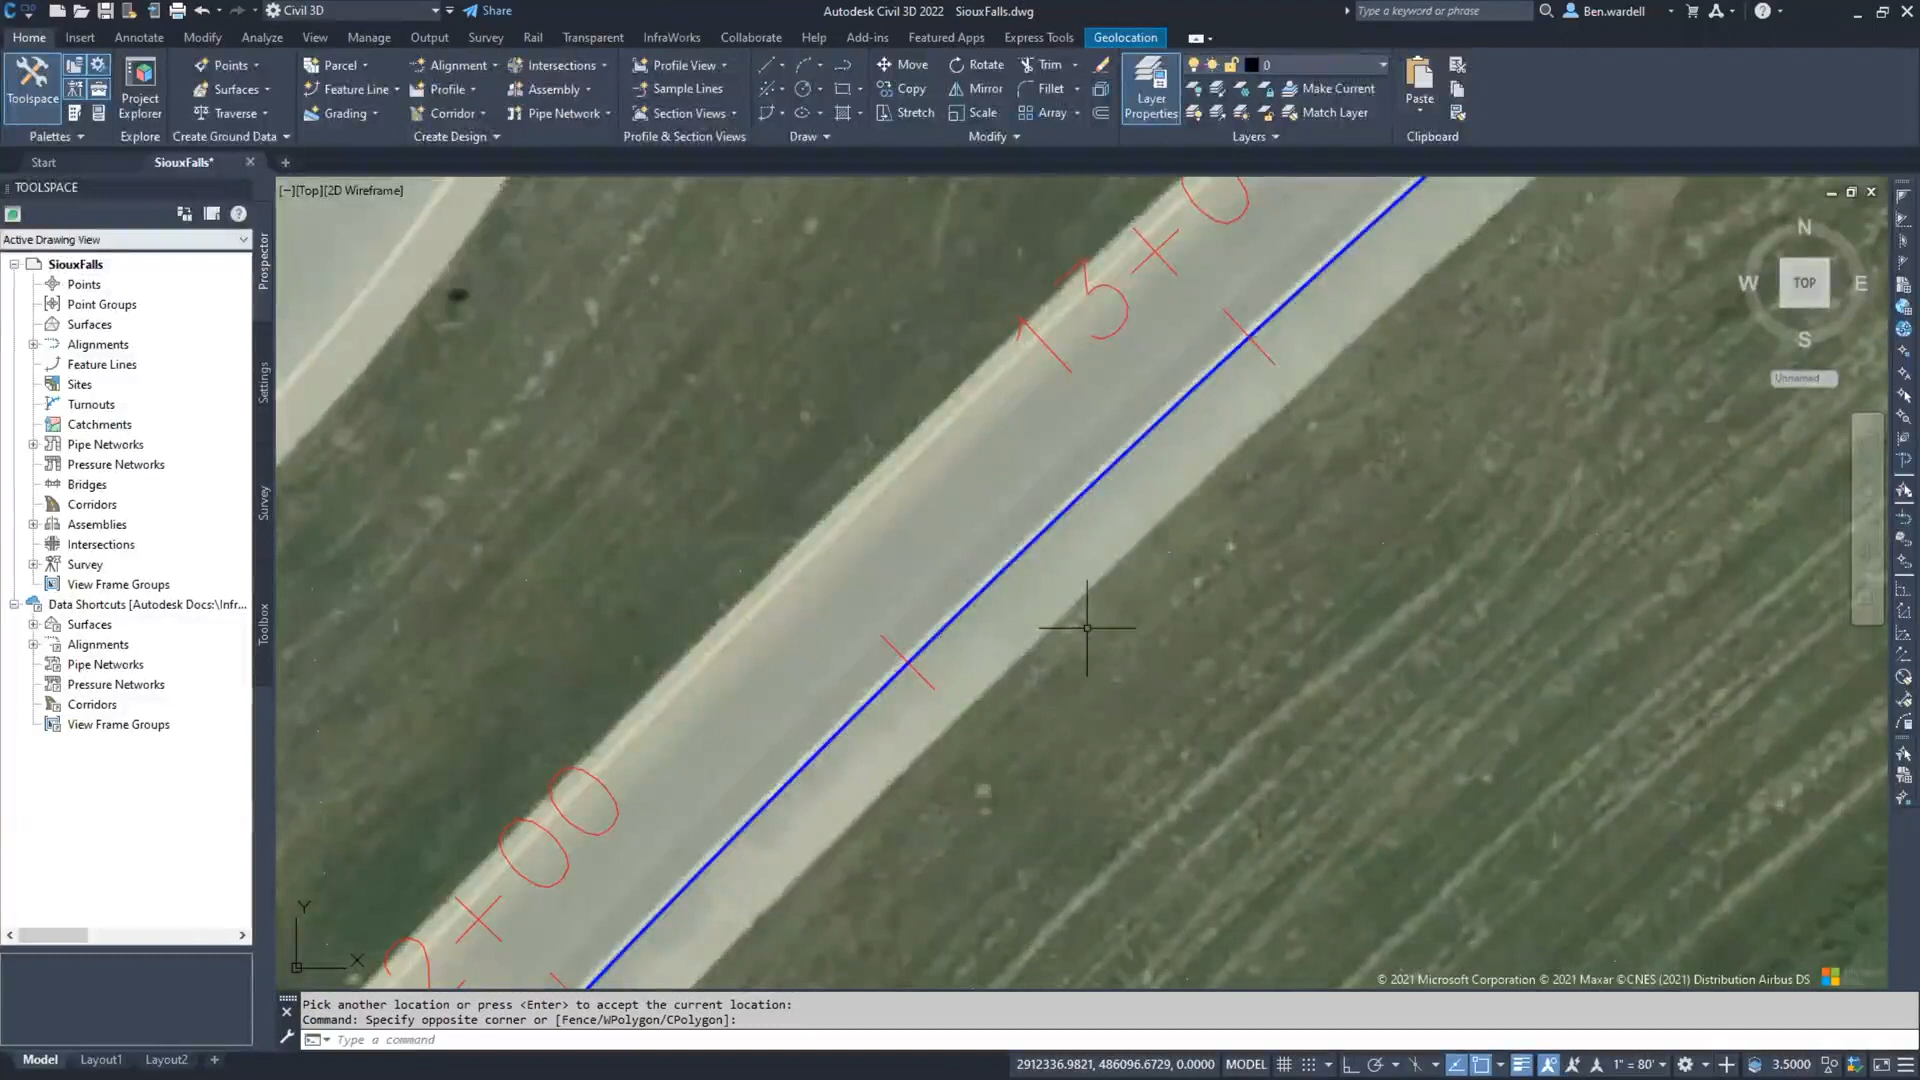 Civil 3D
Share
Autodesk Civil 3D 2022 SiouxFalls.dwg
Type a keyword or phrase
Ben.wardell
Home Insert Annotate Modify Analyze View Manage Output Survey Rail Transparent InfraWorks Collaborate Help Add-ins Featured Apps Express Tools Geolocation
Toolspace
Project Explorer
Points
Surfaces
Traverse
Parcel
Feature Line
Grading
Alignment
Profile
Corridor
Intersections
Assembly
Pipe Network
Profile View
Sample Lines
Section Views
Move
Copy
Stretch
Rotate
Mirror
Scale
Trim
Fillet
Array
Layer Properties
0
Make Current
Match Layer
Paste
Palettes Explore Create Ground Data Create Design Profile & Section Views Draw Modify Layers Clipboard
Start SiouxFalls*
TOOLSPACE
Active Drawing View
SiouxFalls
Points
Point Groups
Surfaces
Alignments
Feature Lines
Sites
Turnouts
Catchments
Pipe Networks
Pressure Networks
Bridges
Corridors
Assemblies
Intersections
Survey
View Frame Groups
Data Shortcuts [Autodesk Docs:\Infr...
Surfaces
Alignments
Pipe Networks
Pressure Networks
Corridors
View Frame Groups
Prospector
Settings
Survey
Toolbox
[−][Top][2D Wireframe]
13+0
2+00
N
W TOP E
S
Unnamed
Y
X
© 2021 Microsoft Corporation © 2021 Maxar ©CNES (2021) Distribution Airbus DS
Pick another location or press <Enter> to accept the current location:
Command: Specify opposite corner or [Fence/WPolygon/CPolygon]:
Type a command
Model Layout1 Layout2
2912336.9821, 486096.6729, 0.0000 MODEL
1" = 80'
3.5000